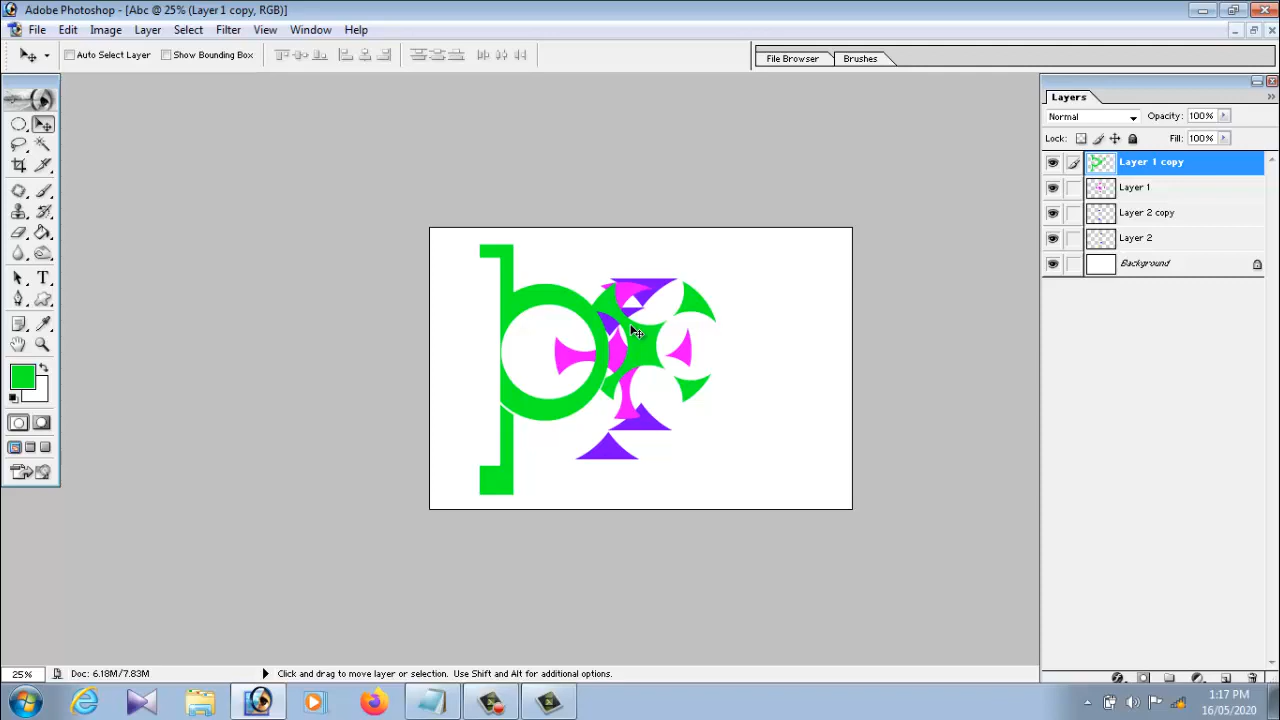 Adobe Photoshop - [Abc @ 25% (Layer 1 copy, RGB)]
File Edit Image Layer Select Filter View Window Help
Auto Select Layer Show Bounding Box
File Browser Brushes
Layers
Normal Opacity: 100%
Lock: Fill: 100%
Layer 1 copy
Layer 1
Layer 2 copy
Layer 2
Background
25% Doc: 6.18M/7.83M Click and drag to move layer or selection. Use Shift and Alt for additional options.
1:17 PM
16/05/2020